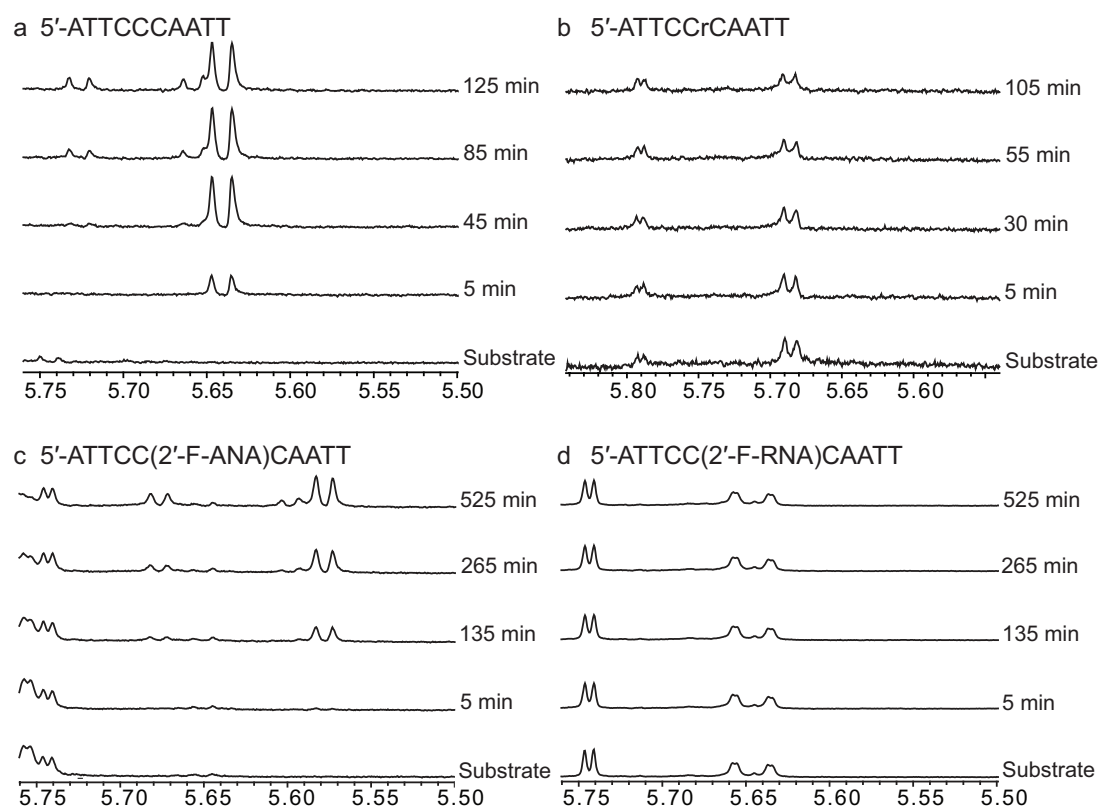 a 5′-ATTCCCAATT
125 min
85 min
45 min
5 min
Substrate
5.75 5.70 5.65 5.60 5.55 5.50
b 5′-ATTCCrCAATT
105 min
55 min
30 min
5 min
Substrate
5.80 5.75 5.70 5.65 5.60
c 5′-ATTCC(2′-F-ANA)CAATT
525 min
265 min
135 min
5 min
Substrate
5.75 5.70 5.65 5.60 5.55 5.50
d 5′-ATTCC(2′-F-RNA)CAATT
525 min
265 min
135 min
5 min
Substrate
5.75 5.70 5.65 5.60 5.55 5.50